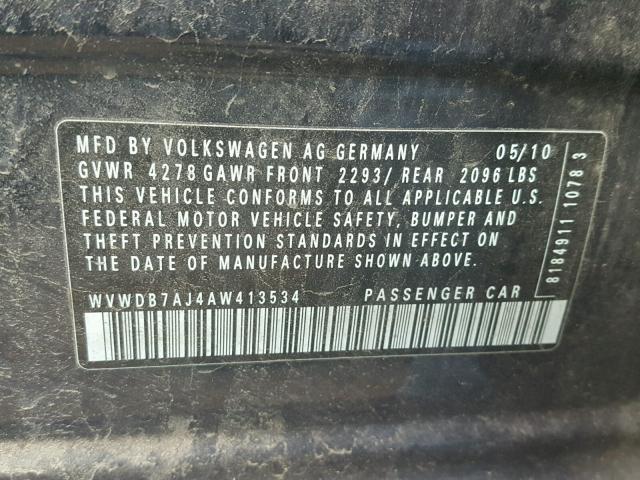 MFD BY VOLKSWAGEN AG GERMANY 05/10
GVWR 4278 GAWR FRONT 2293/ REAR 2096 LBS
THIS VEHICLE CONFORMS TO ALL APPLICABLE U.S.
FEDERAL MOTOR VEHICLE SAFETY, BUMPER AND
THEFT PREVENTION STANDARDS IN EFFECT ON
THE DATE OF MANUFACTURE SHOWN ABOVE.
WVWDB7AJ4AW413534 PASSENGER CAR
8184911 1078 3